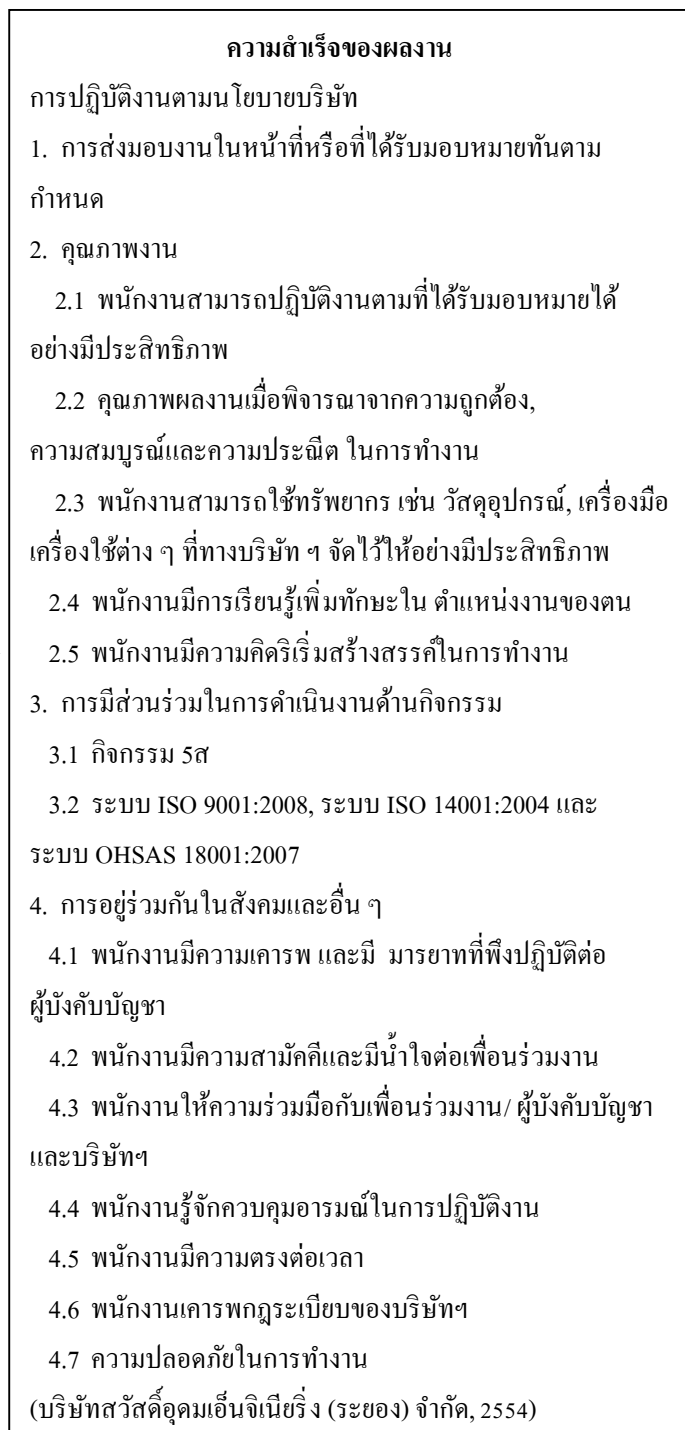 ความสำเร็จของผลงาน
การปฏิบัติงานตามนโยบายบริษัท
1. การส่งมอบงานในหน้าที่หรือที่ได้รับมอบหมายทันตาม
กำหนด
2. คุณภาพงาน
2.1 พนักงานสามารถปฏิบัติงานตามที่ได้รับมอบหมายได้
อย่างมีประสิทธิภาพ
2.2 คุณภาพผลงานเมื่อพิจารณาจากความถูกต้อง,
ความสมบูรณ์และความประณีต ในการทำงาน
2.3 พนักงานสามารถใช้ทรัพยากร เช่น วัสดุอุปกรณ์, เครื่องมือ
เครื่องใช้ต่าง ๆ ที่ทางบริษัท ฯ จัดไว้ให้อย่างมีประสิทธิภาพ
2.4 พนักงานมีการเรียนรู้เพิ่มทักษะใน ตำแหน่งงานของตน
2.5 พนักงานมีความคิดริเริ่มสร้างสรรค์ในการทำงาน
3. การมีส่วนร่วมในการดำเนินงานด้านกิจกรรม
3.1 กิจกรรม 5ส
3.2 ระบบ ISO 9001:2008, ระบบ ISO 14001:2004 และ
ระบบ OHSAS 18001:2007
4. การอยู่ร่วมกันในสังคมและอื่น ๆ
4.1 พนักงานมีความเคารพ และมี มารยาทที่พึงปฏิบัติต่อ
ผู้บังคับบัญชา
4.2 พนักงานมีความสามัคคีและมีน้ำใจต่อเพื่อนร่วมงาน
4.3 พนักงานให้ความร่วมมือกับเพื่อนร่วมงาน/ ผู้บังคับบัญชา
และบริษัทฯ
4.4 พนักงานรู้จักควบคุมอารมณ์ในการปฏิบัติงาน
4.5 พนักงานมีความตรงต่อเวลา
4.6 พนักงานเคารพกฎระเบียบของบริษัทฯ
4.7 ความปลอดภัยในการทำงาน
(บริษัทสวัสดิ์อุดมเอ็นจิเนียริ่ง (ระยอง) จำกัด, 2554)